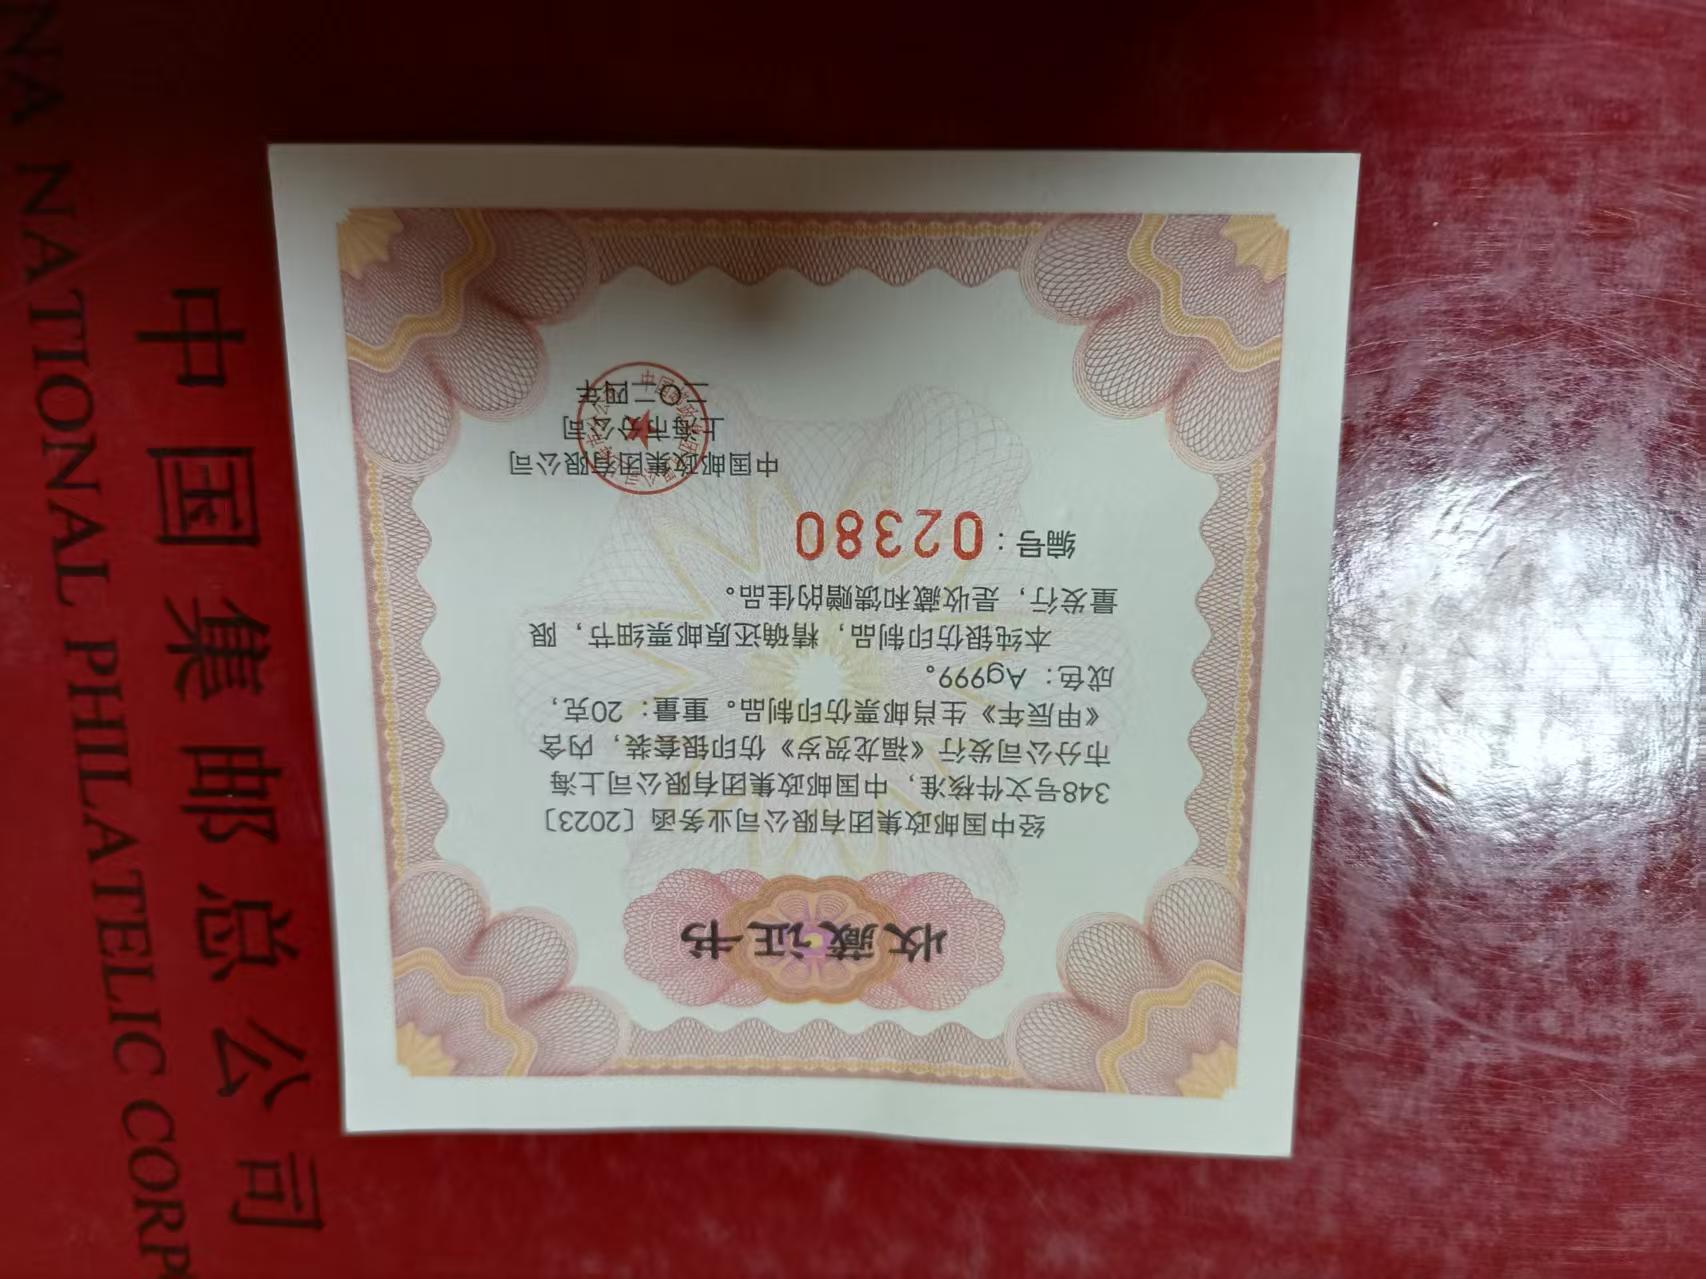 收藏证书
经中国邮政集团有限公司业务函〔2023〕
348号文件核准，中国邮政集团有限公司上海
市分公司发行《福龙贺岁》仿印银套装，内含
《甲辰年》生肖邮票仿印制品。重量：20克，
成色：Ag999。
本纯银仿印制品，精确还原邮票细节，限
量发行，是收藏和馈赠的佳品。
编号：02380
中国邮政集团有限公司
上海市分公司
二〇二四年
中国集邮总公司
NA NATIONAL PHILATELIC CORP